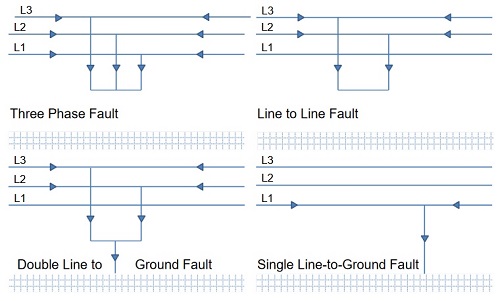 L3
L2
L1
Three Phase Fault
L3
L2
L1
Line to Line Fault
L3
L2
L1
Double Line to Ground Fault
L3
L2
L1
Single Line-to-Ground Fault